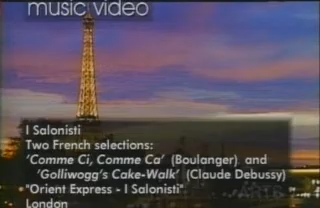 music video
I Salonisti
Two French selections:
'Comme Ci, Comme Ca' (Boulanger) and
'Golliwogg's Cake-Walk' (Claude Debussy)
"Orient Express - I Salonisti"
London
ARTS